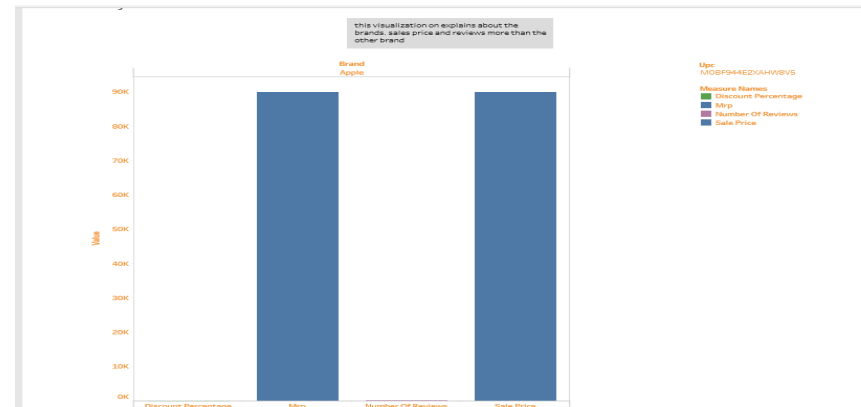 this visualization on explains about the
brands. sales price and reviews more than the
other brand
Brand
Apple
Upc
MOBF944E2XAHW8VS
Measure Names
Discount Percentage
Mrp
Number Of Reviews
Sale Price
90K
80K
70K
60K
50K
40K
30K
20K
10K
0K
Value
Discount Percentage
Mrp
Number Of Reviews
Sale Price